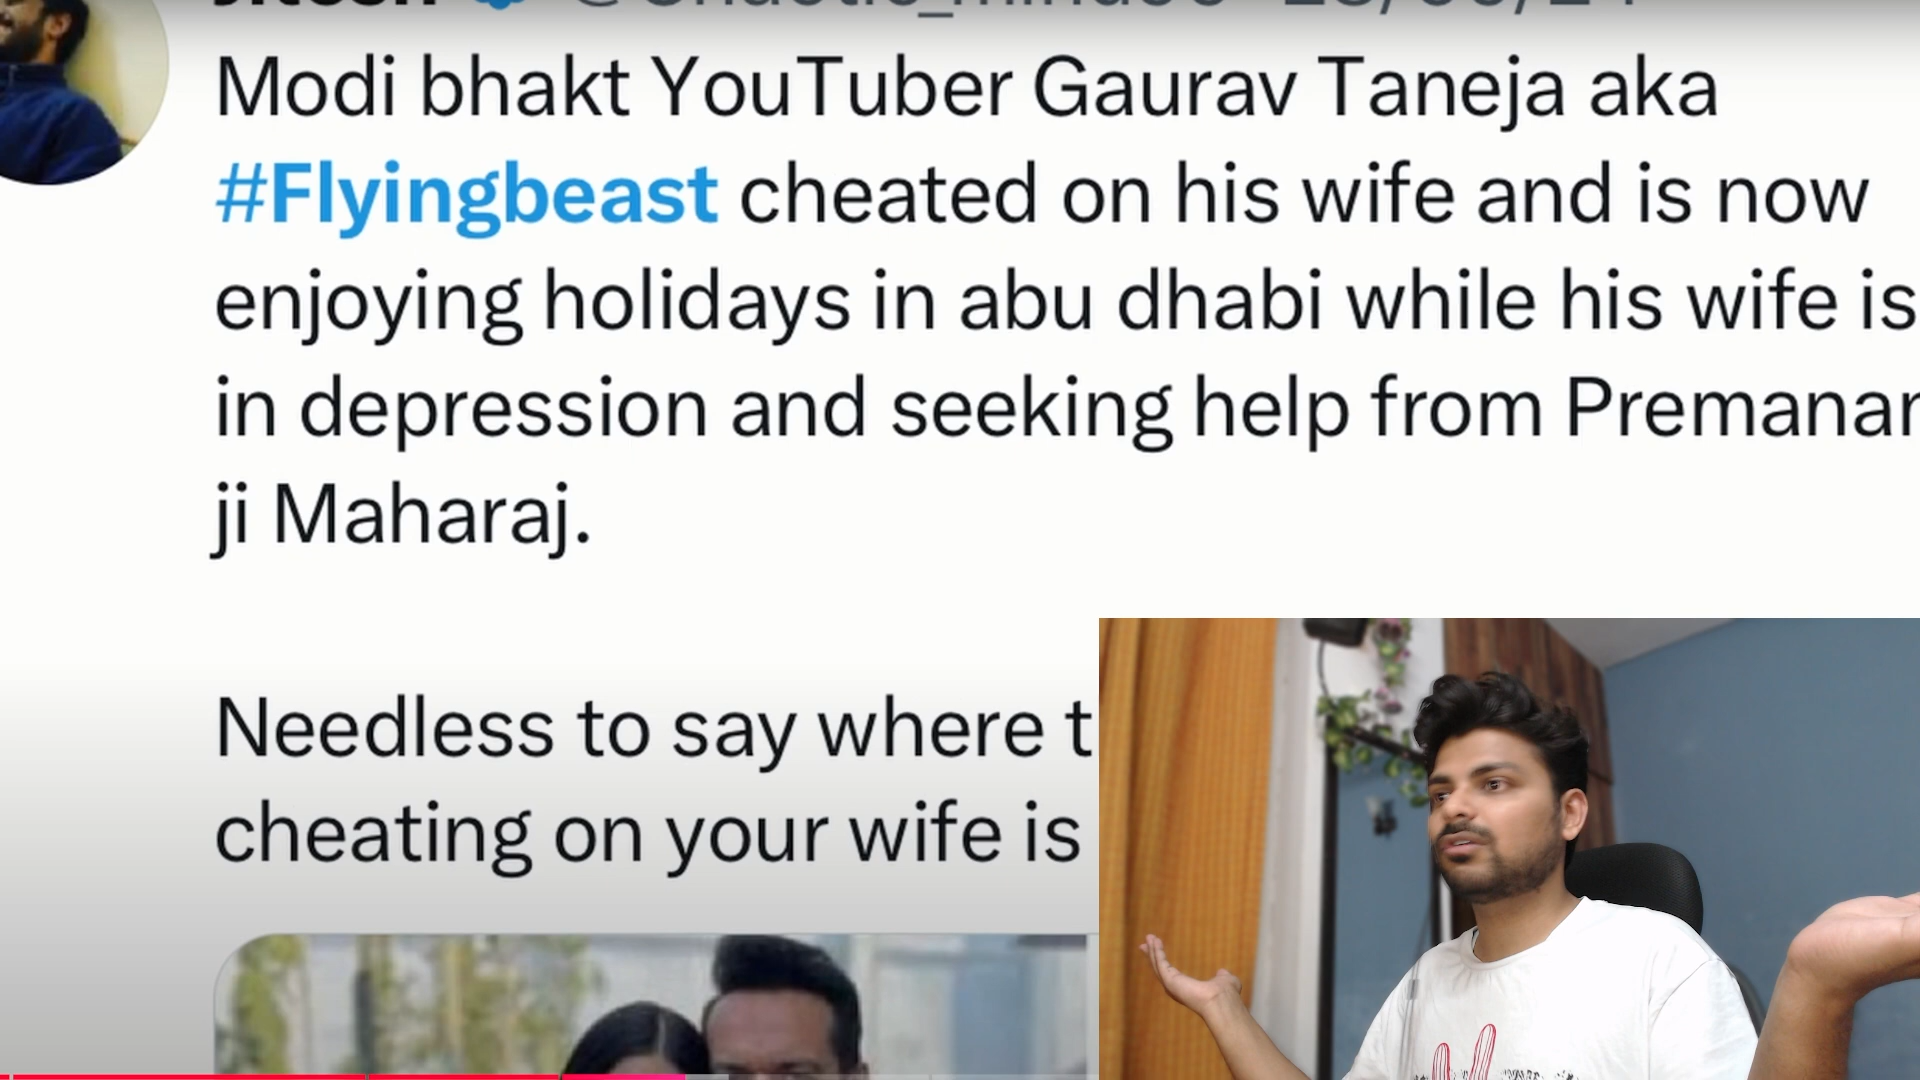 Modi bhakt YouTuber Gaurav Taneja aka
#Flyingbeast cheated on his wife and is now
enjoying holidays in abu dhabi while his wife is
in depression and seeking help from
ji Maharaj.
Needless to say where
cheating on your wife is